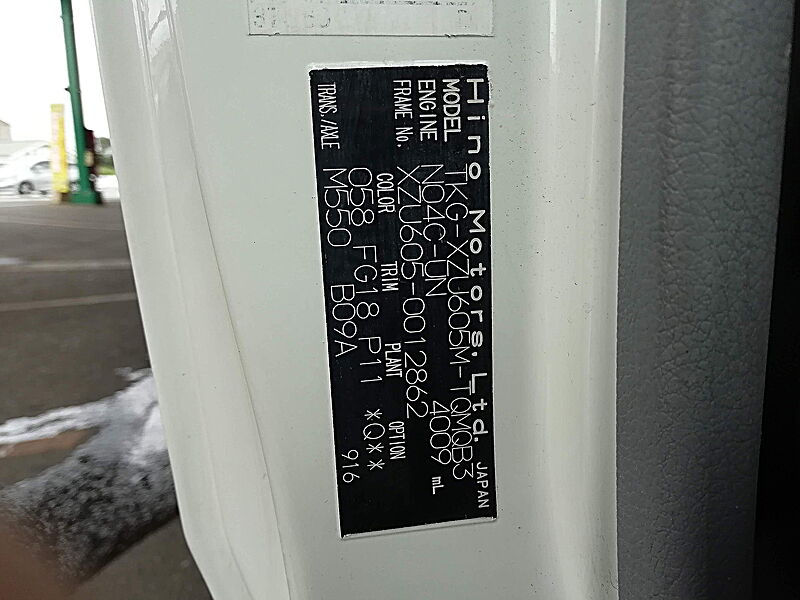 Hino Motors, Ltd. JAPAN
MODEL TKG-XZU605M-TQMQB3
ENGINE N04C-UN 4009 mL
FRAME No. XZU605-0012862
COLOR TRIM PLANT OPTION
058 FG18 P11 *Q**
TRANS./AXLE M550 B09A 916